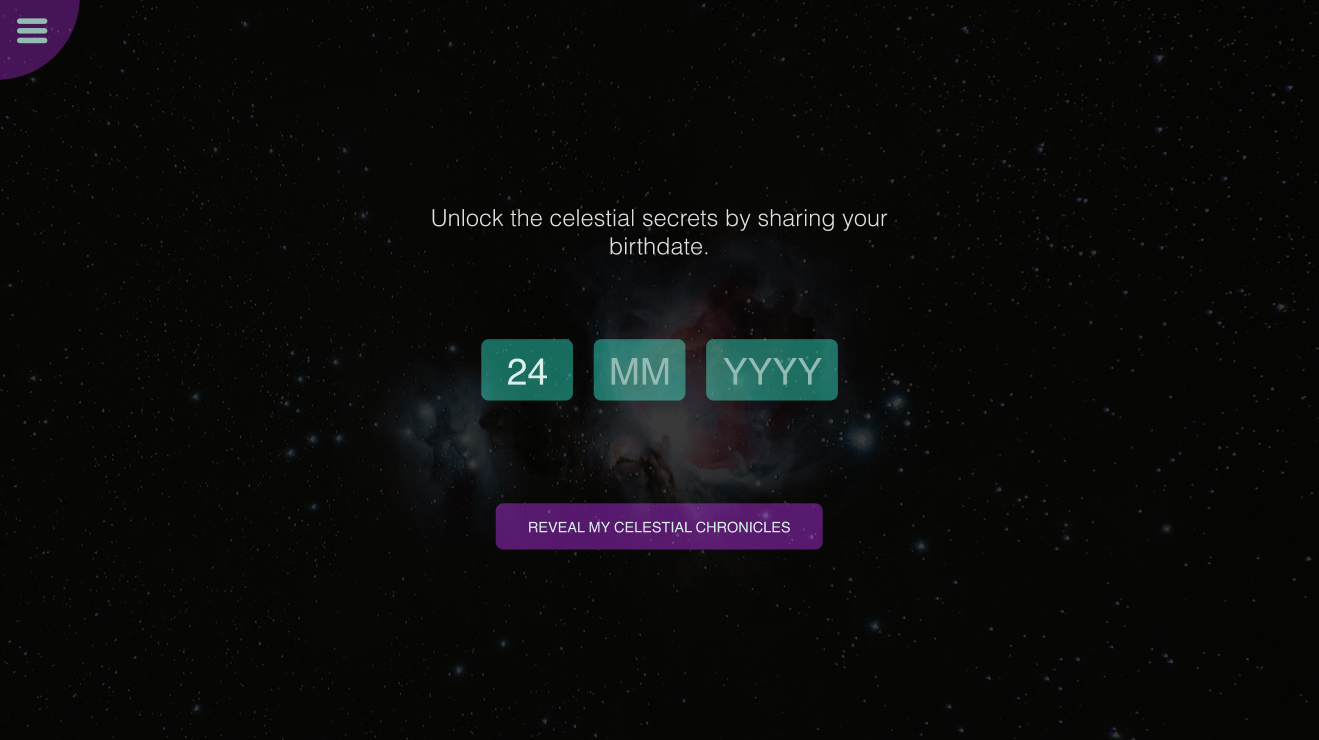 Unlock the celestial secrets by sharing your
birthdate.
24 MM YYYY
REVEAL MY CELESTIAL CHRONICLES